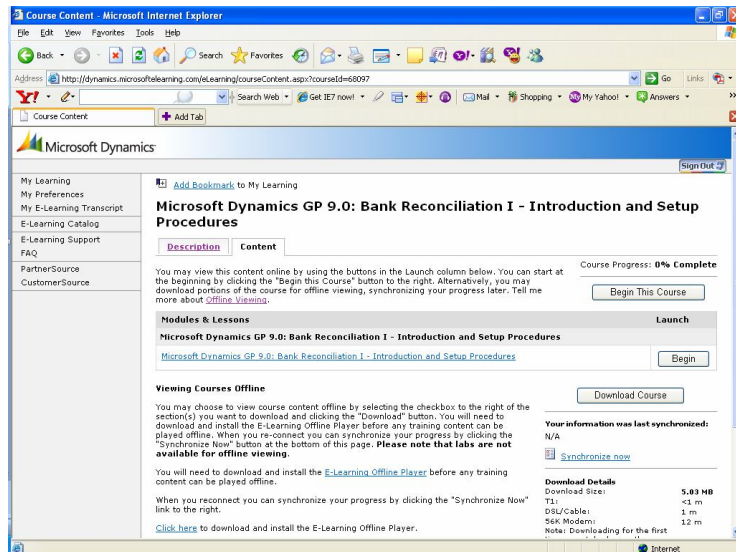 Course Content - Microsoft Internet Explorer
File Edit View Favorites Tools Help
Back Search Favorites
Address http://dynamics.microsoftelearning.com/eLearning/courseContent.aspx?courseId=68097 Go Links
Y! Search Web Get IE7 now! Mail Shopping My Yahoo! Answers
Course Content Add Tab
Microsoft Dynamics
Sign Out
My Learning
My Preferences
My E-Learning Transcript
E-Learning Catalog
E-Learning Support
FAQ
PartnerSource
CustomerSource
Add Bookmark to My Learning
Microsoft Dynamics GP 9.0: Bank Reconciliation I - Introduction and Setup
Procedures
Description Content
You may view this content online by using the buttons in the Launch column below. You can start at
the beginning by clicking the "Begin this Course" button to the right. Alternatively, you may
download portions of the course for offline viewing, synchronizing your progress later. Tell me
more about Offline Viewing.
Course Progress: 0% Complete
Begin This Course
Modules & Lessons Launch
Microsoft Dynamics GP 9.0: Bank Reconciliation I - Introduction and Setup Procedures
Microsoft Dynamics GP 9.0: Bank Reconciliation I - Introduction and Setup Procedures Begin
Viewing Courses Offline
You may choose to view course content offline by selecting the checkbox to the right of the
section(s) you want to download and clicking the "Download" button. You will need to
download and install the E-Learning Offline Player before any training content can be
played offline. When you re-connect you can synchronize your progress by clicking the
"Synchronize Now" button at the bottom of this page. Please note that labs are not
available for offline viewing.
You will need to download and install the E-Learning Offline Player before any training
content can be played offline.
When you reconnect you can synchronize your progress by clicking the "Synchronize Now"
link to the right.
Click here to download and install the E-Learning Offline Player.
Download Course
Your information was last synchronized:
N/A
Synchronize now
Download Details
Download Size: 5.03 MB
T1: <1 m
DSL/Cable: 1 m
56K Modem: 12 m
Note: Downloading for the first
Internet